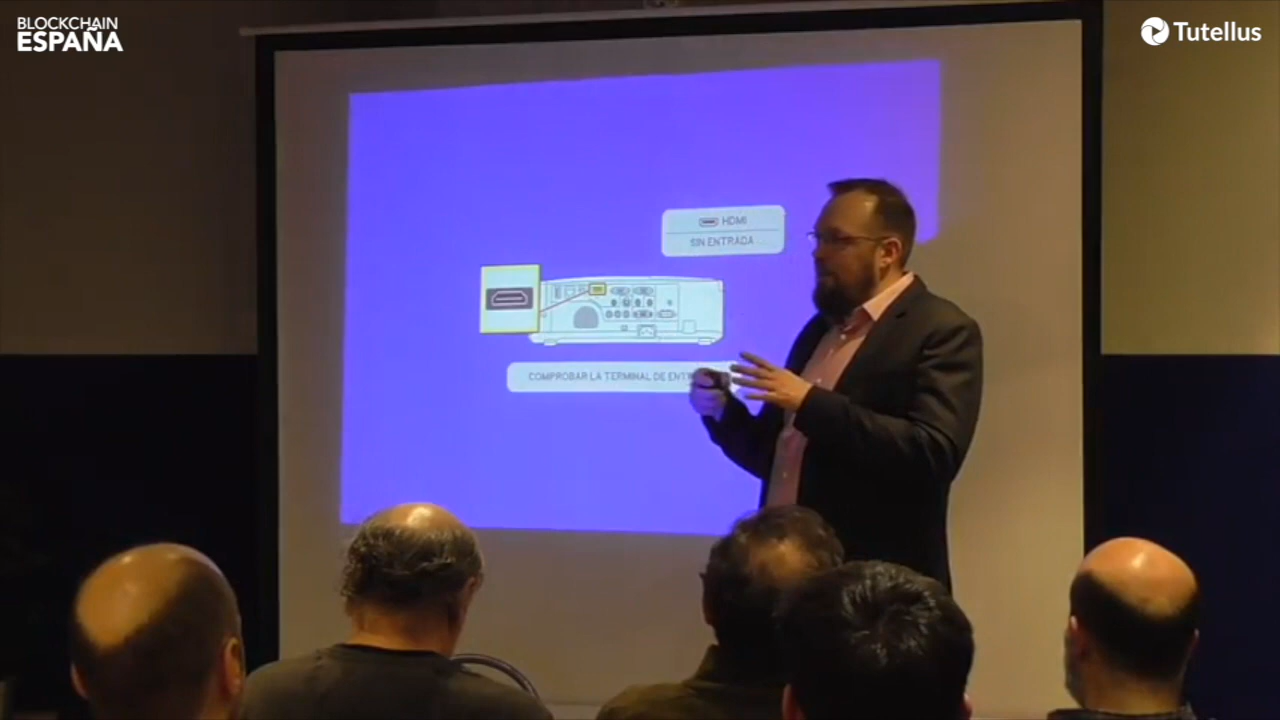 BLOCKCHAIN
ESPAÑA
Tutellus
HDMI
SIN ENTRADA
COMPROBAR LA TERMINAL DE